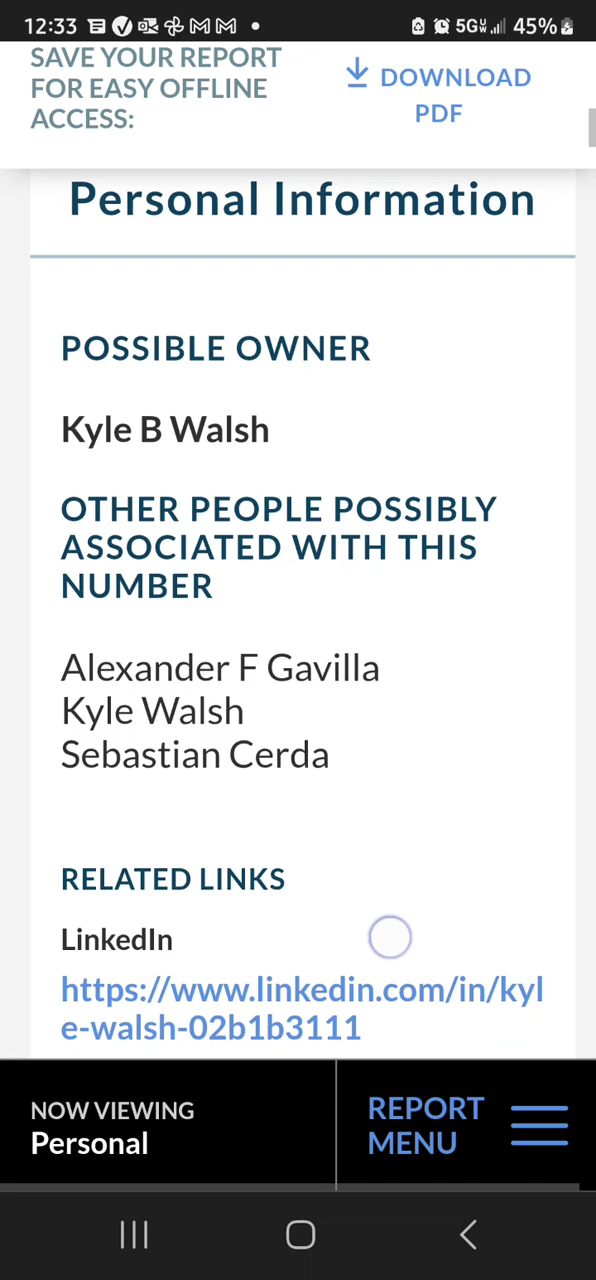 12:33
5G 45%
SAVE YOUR REPORT
FOR EASY OFFLINE
ACCESS:
DOWNLOAD
PDF
Personal Information
POSSIBLE OWNER
Kyle B Walsh
OTHER PEOPLE POSSIBLY
ASSOCIATED WITH THIS
NUMBER
Alexander F Gavilla
Kyle Walsh
Sebastian Cerda
RELATED LINKS
LinkedIn
https://www.linkedin.com/in/kyl
e-walsh-02b1b3111
NOW VIEWING
Personal
REPORT
MENU